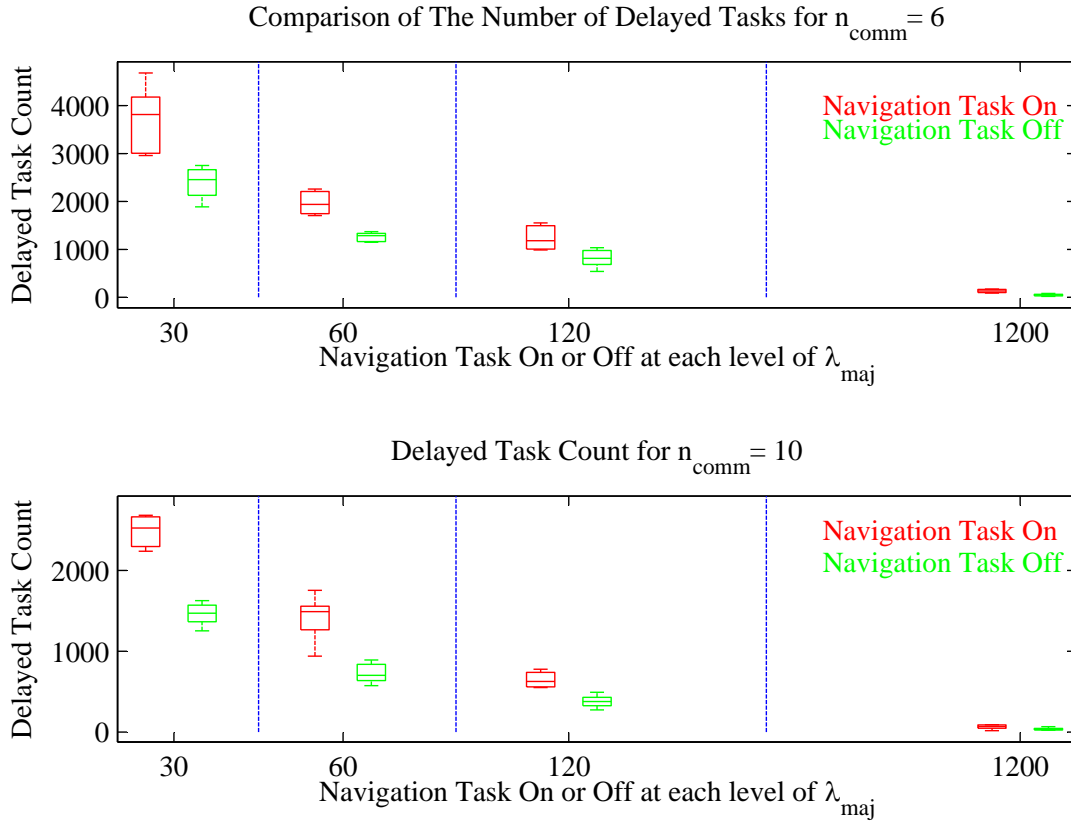 Comparison of The Number of Delayed Tasks for n_comm= 6
Delayed Task Count
4000
3000
2000
1000
0
Navigation Task On
Navigation Task Off
30
60
120
1200
Navigation Task On or Off at each level of λ_maj
Delayed Task Count for n_comm= 10
Delayed Task Count
2000
1000
0
Navigation Task On
Navigation Task Off
30
60
120
1200
Navigation Task On or Off at each level of λ_maj